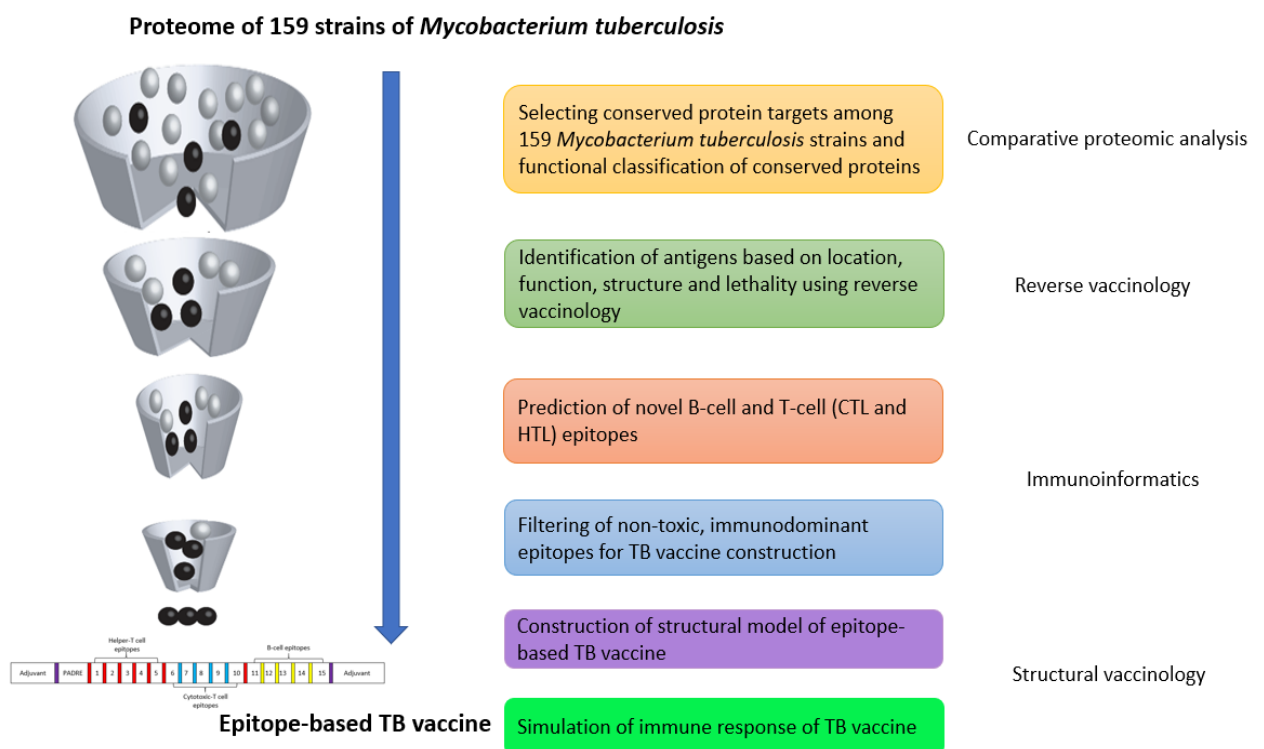 Proteome of 159 strains of Mycobacterium tuberculosis
Selecting conserved protein targets among
159 Mycobacterium tuberculosis strains and
functional classification of conserved proteins
Comparative proteomic analysis
Identification of antigens based on location,
function, structure and lethality using reverse
vaccinology
Reverse vaccinology
Prediction of novel B-cell and T-cell (CTL and
HTL) epitopes
Immunoinformatics
Filtering of non-toxic, immunodominant
epitopes for TB vaccine construction
Construction of structural model of epitope-
based TB vaccine
Structural vaccinology
Helper-T cell
epitopes
B-cell epitopes
Adjuvant PADRE 1 2 3 4 5 6 7 8 9 10 11 12 13 14 15 Adjuvant
Cytotoxic-T cell
epitopes
Epitope-based TB vaccine
Simulation of immune response of TB vaccine